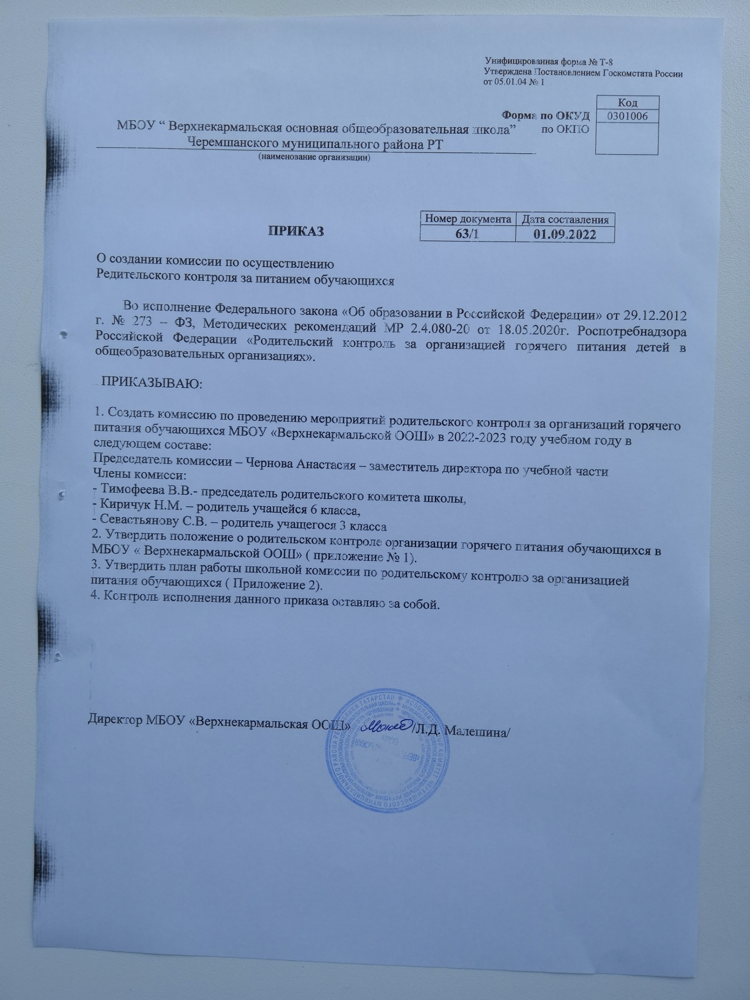 Унифицированная форма № Т-8
Утверждена Постановлением Госкомстата России
от 05.01.04 № 1
Код
Форма по ОКУД 0301006
МБОУ “ Верхнекармальская основная общеобразовательная школа” по ОКПО
Черемшанского муниципального района РТ
(наименование организации)
Номер документа Дата составления
ПРИКАЗ 63/1 01.09.2022
О создании комиссии по осуществлению
Редительского контроля за питанием обучающихся
Во исполнение Федерального закона «Об образовании в Российской Федерации» от 29.12.2012
г. № 273 – ФЗ, Методических рекомендаций МР 2.4.080-20 от 18.05.2020г. Роспотребнадзора
Российской Федерации «Родительский контроль за организацией горячего питания детей в
общеобразовательных организациях».
ПРИКАЗЫВАЮ:
1. Создать комиссию по проведению мероприятий родительского контроля за организаций горячего
питания обучающихся МБОУ «Верхнекармальской ООШ» в 2022-2023 году учебном году в
следующем составе:
Председатель комиссии – Чернова Анастасия – заместитель директора по учебной части
Члены комисси:
- Тимофеева В.В.- председатель родительского комитета школы,
- Киричук Н.М. – родитель учащейся 6 класса,
- Севастьянову С.В. – родитель учащегося 3 класса
2. Утвердить положение о родительском контроле организации горячего питания обучающихся в
МБОУ « Верхнекармальской ООШ» ( приложение № 1).
3. Утвердить план работы школьной комиссии по родительскому контролю за организацией
питания обучающихся ( Приложение 2).
4. Контроль исполнения данного приказа оставляю за собой.
Директор МБОУ «Верхнекармальская ООШ» /Л.Д. Малешина/
ИСПОЛНИТЕЛЬНЫЙ КОМИТЕТ ЧЕРЕМШАНСКОГО МУНИЦИПАЛЬНОГО РАЙОНА РЕСПУБЛИКИ ТАТАРСТАН